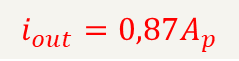 i_out = 0,87A_p